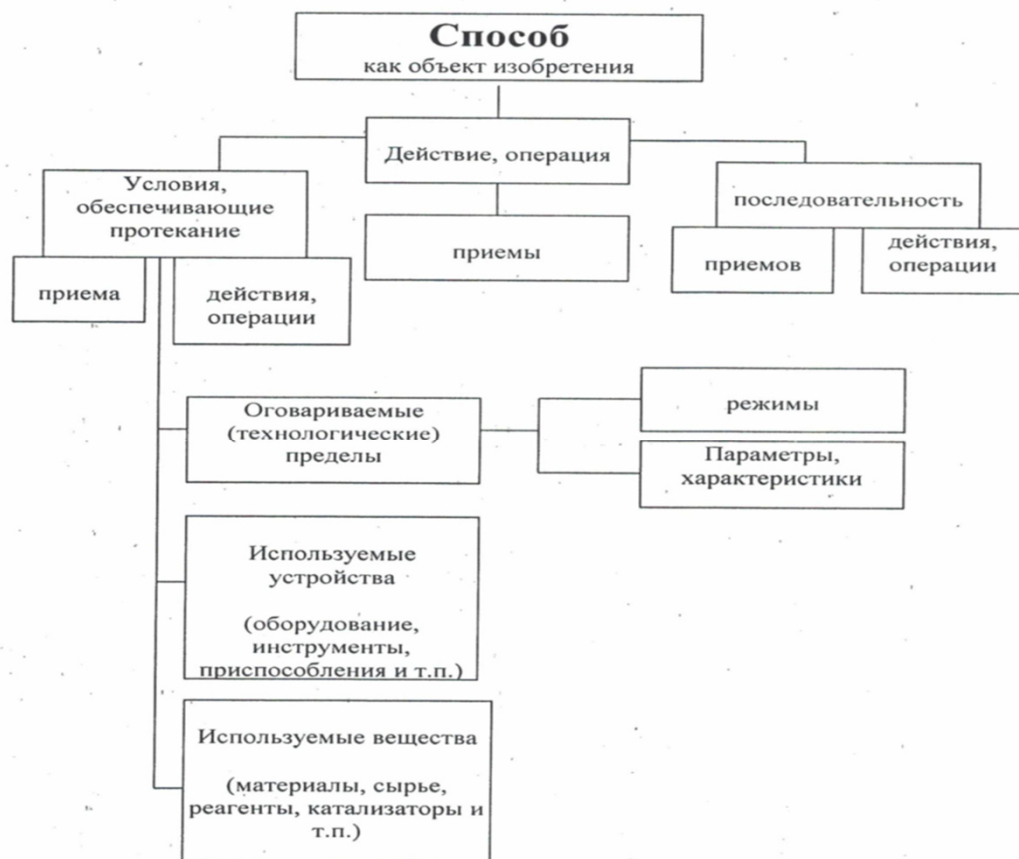 Способ
как объект изобретения
Действие, операция
Условия,
обеспечивающие
протекание
последовательность
приемы
приема
действия,
операции
приемов
действия,
операции
Оговариваемые
(технологические)
пределы
режимы
Параметры,
характеристики
Используемые
устройства
(оборудование,
инструменты,
приспособления и т.п.)
Используемые вещества
(материалы, сырье,
реагенты, катализаторы и
т.п.)